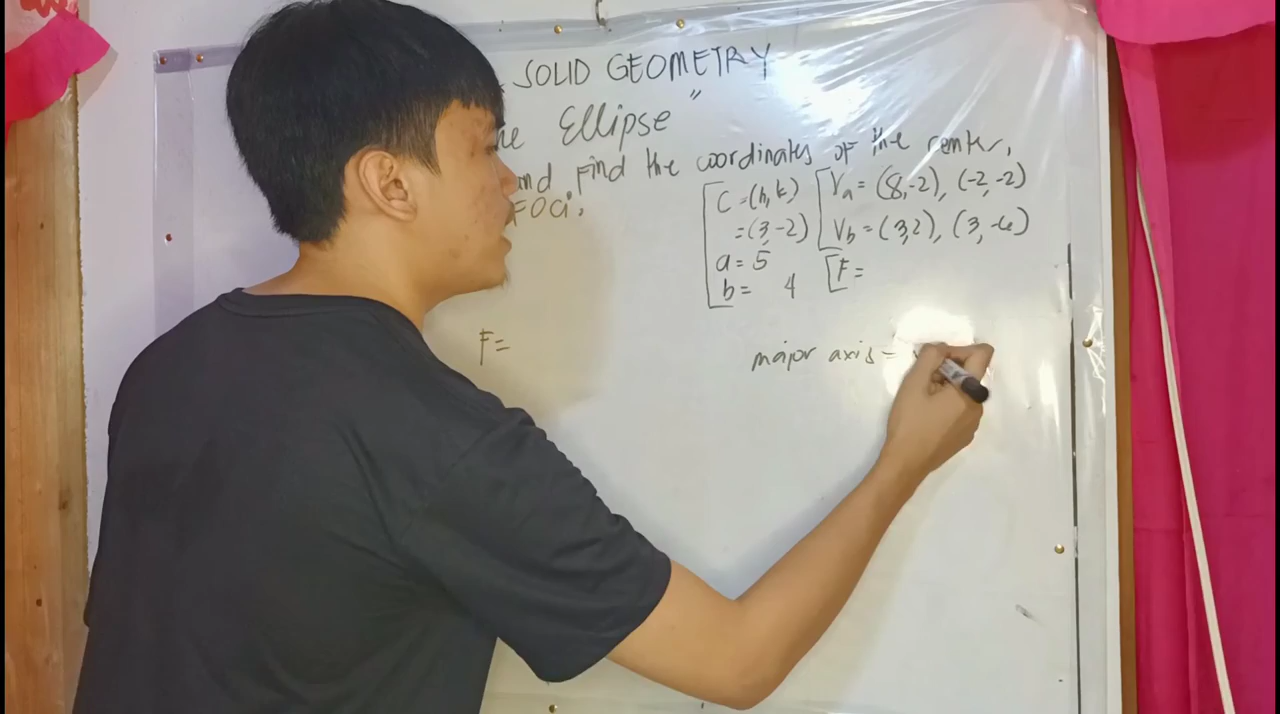 SOLID GEOMETRY
Ellipse"
and Find the coordinates of the center,
FOCi.
C = (h, k)
= (3, -2)
a = 5
b = 4
Va = (8, -2), (-2, -2)
Vb = (3, 2), (3, -6)
F =
F =
major axis =